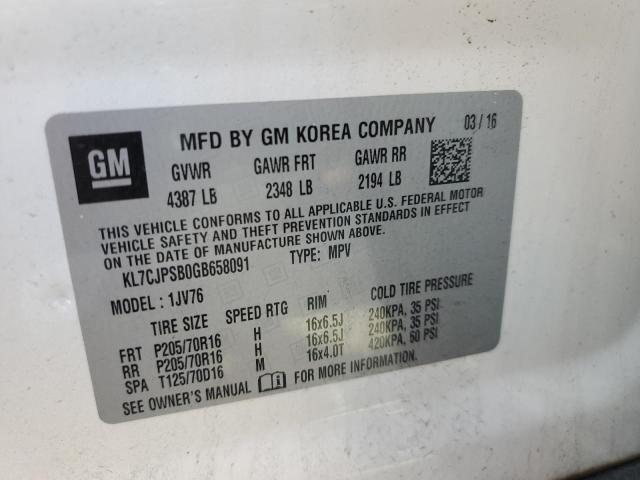 GM
MFD BY GM KOREA COMPANY 03/16
GVWR GAWR FRT GAWR RR
4387 LB 2348 LB 2194 LB
THIS VEHICLE CONFORMS TO ALL APPLICABLE U.S. FEDERAL MOTOR
VEHICLE SAFETY AND THEFT PREVENTION STANDARDS IN EFFECT
ON THE DATE OF MANUFACTURE SHOWN ABOVE.
KL7CJPSB0GB658091 TYPE: MPV
MODEL : 1JV76
TIRE SIZE SPEED RTG RIM COLD TIRE PRESSURE
FRT P205/70R16 H 16x6.5J 240KPA, 35 PSI
RR P205/70R16 H 16x6.5J 240KPA, 35 PSI
SPA T125/70D16 M 16x4.0T 420KPA, 60 PSI
SEE OWNER'S MANUAL FOR MORE INFORMATION.